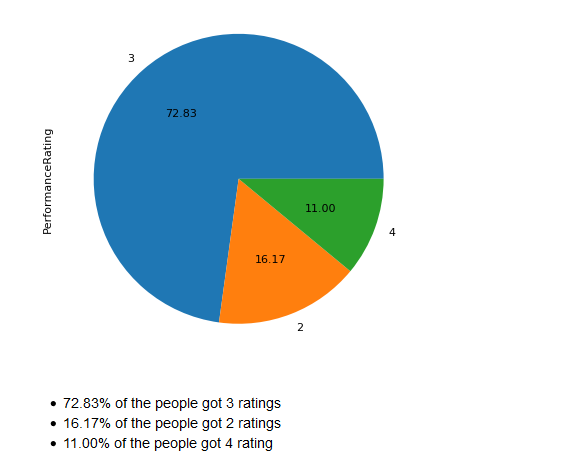 3
72.83
PerformanceRating
11.00
4
16.17
2
• 72.83% of the people got 3 ratings
• 16.17% of the people got 2 ratings
• 11.00% of the people got 4 rating